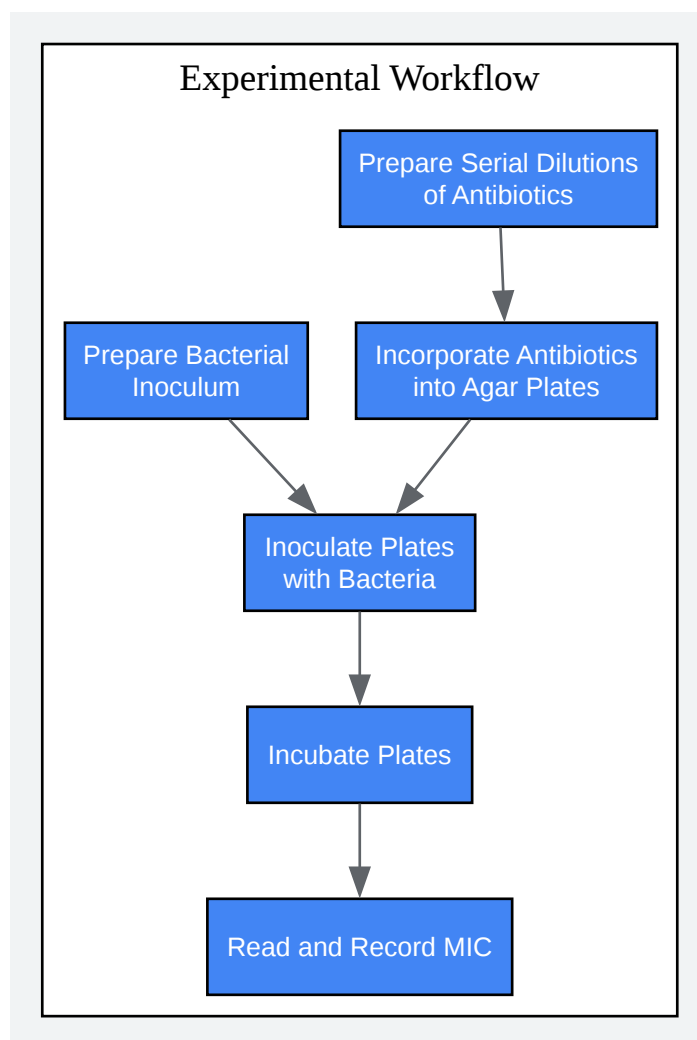 Experimental Workflow
Prepare Serial Dilutions
of Antibiotics
Prepare Bacterial
Inoculum
Incorporate Antibiotics
into Agar Plates
Inoculate Plates
with Bacteria
Incubate Plates
Read and Record MIC